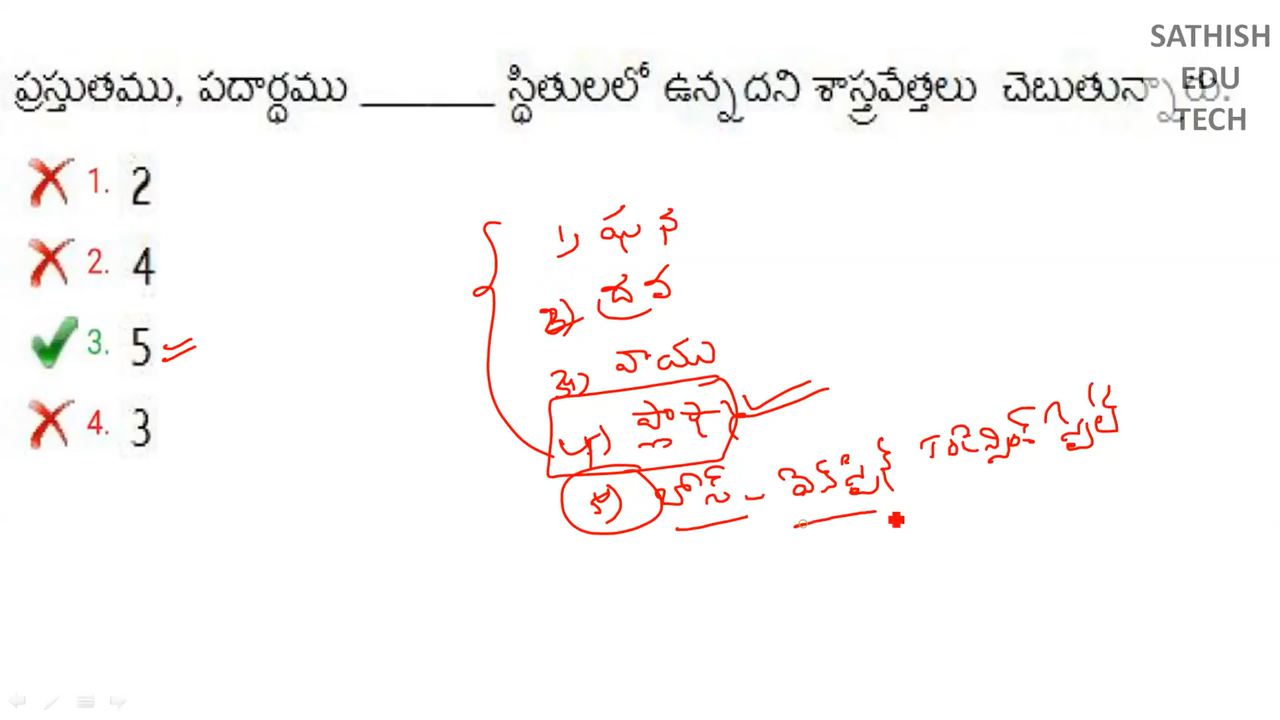 SATHISH
EDU
TECH
ప్రస్తుతము, పదార్థము ______ స్థితులలో ఉన్నదని శాస్త్రవేత్తలు చెబుతున్నారు.
1. 2
2. 4
3. 5
4. 3
1) ఘన
2) ద్రవ
3) వాయు
4) ప్లాస్మా
5) బోస్ - ఐన్‌స్టీన్